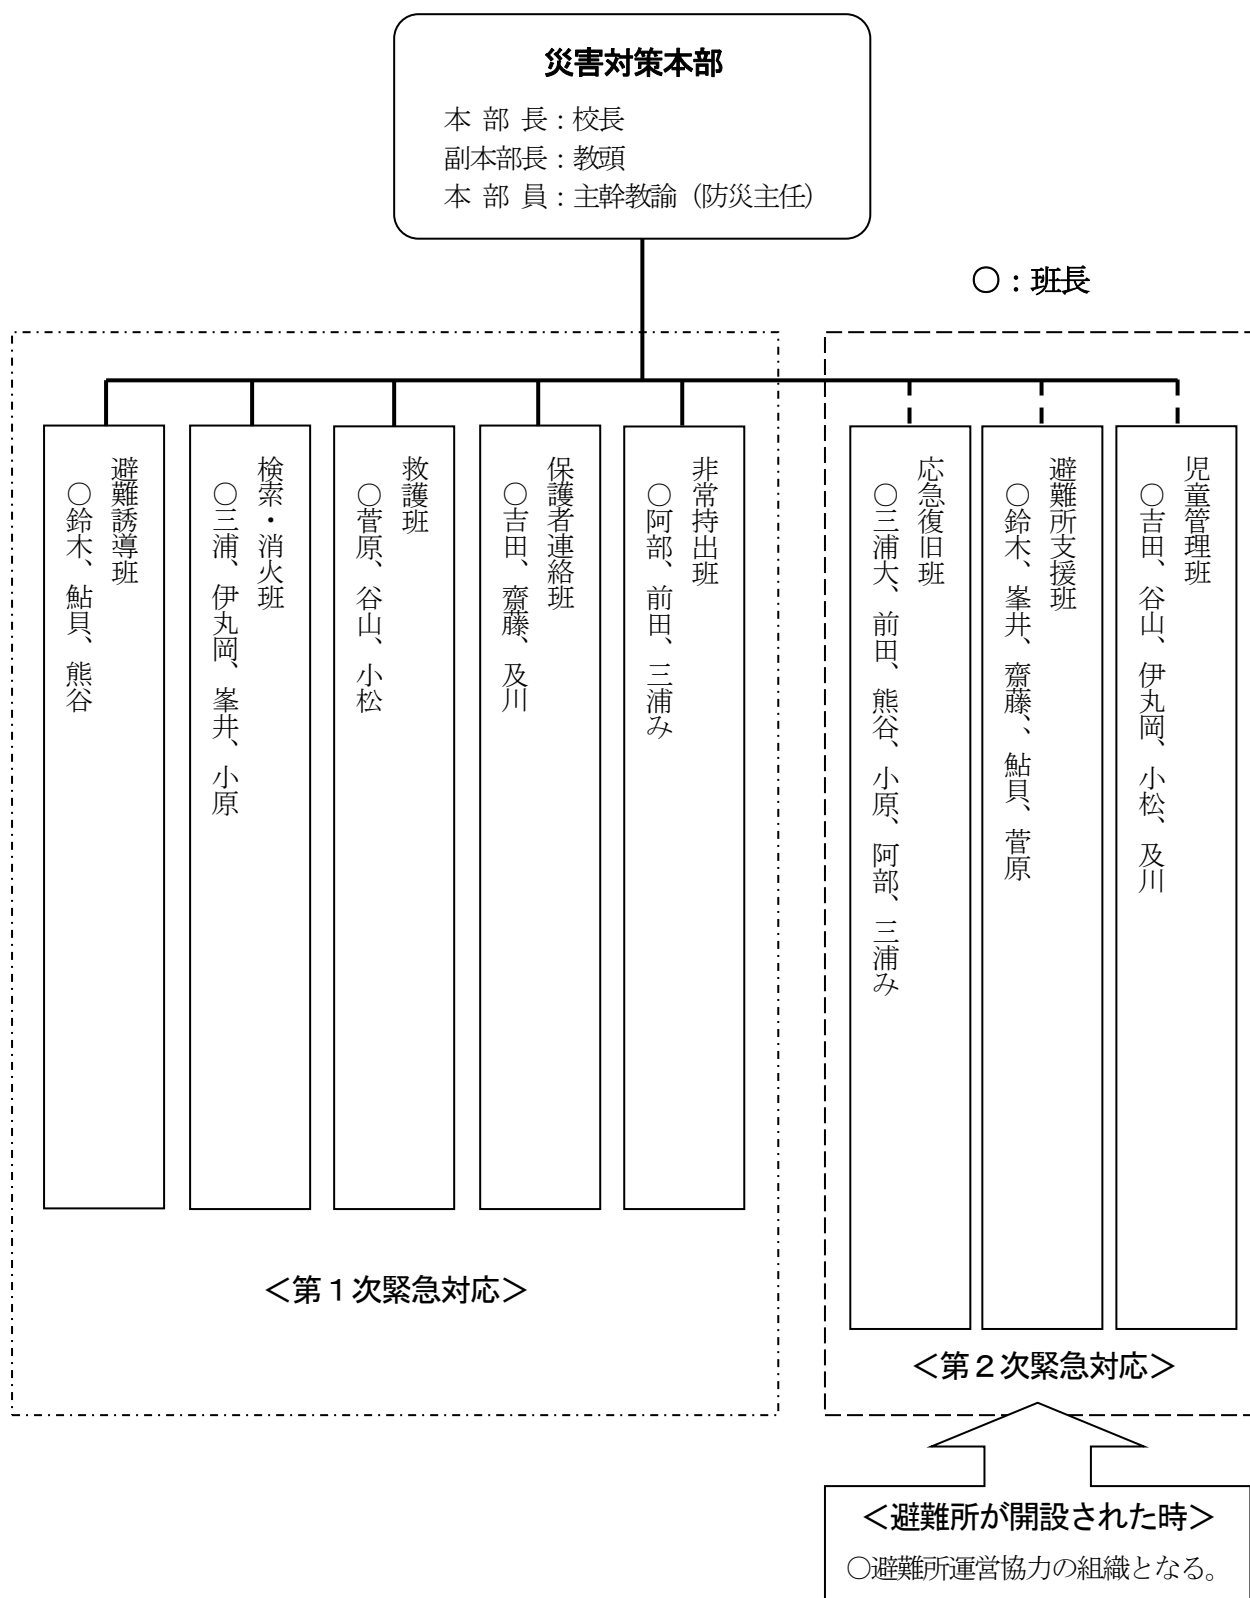 災害対策本部
本 部 長：校長
副本部長：教頭
本 部 員：主幹教諭（防災主任）
○：班長
避難誘導班
○鈴木、鮎貝、熊谷
検索・消火班
○三浦、伊丸岡、峯井、小原
救護班
○菅原、谷山、小松
保護者連絡班
○吉田、齋藤、及川
非常持出班
○阿部、前田、三浦み
＜第１次緊急対応＞
応急復旧班
○三浦大、前田、熊谷、小原、阿部、三浦み
避難所支援班
○鈴木、峯井、齋藤、、鮎貝、菅原
児童管理班
○吉田、谷山、伊丸岡、小松、及川
＜第２次緊急対応＞
＜避難所が開設された時＞
○避難所運営協力の組織となる。